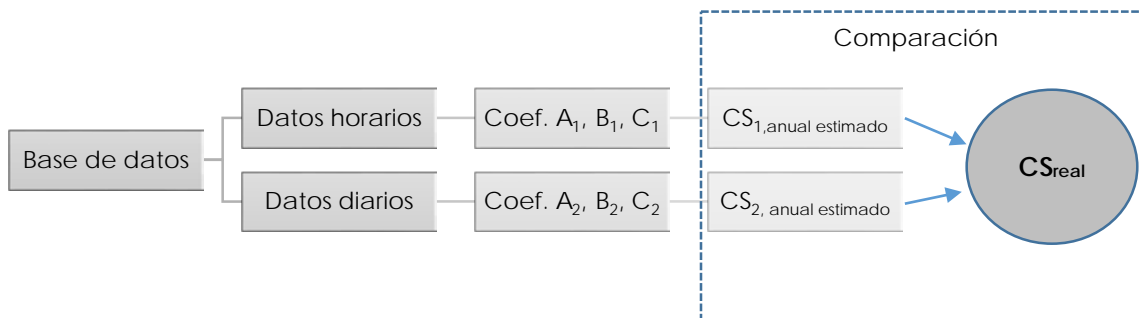 Comparación
Base de datos
Datos horarios
Coef. A₁, B₁, C₁
CS₁,anual estimado
Datos diarios
Coef. A₂, B₂, C₂
CS₂, anual estimado
CSreal